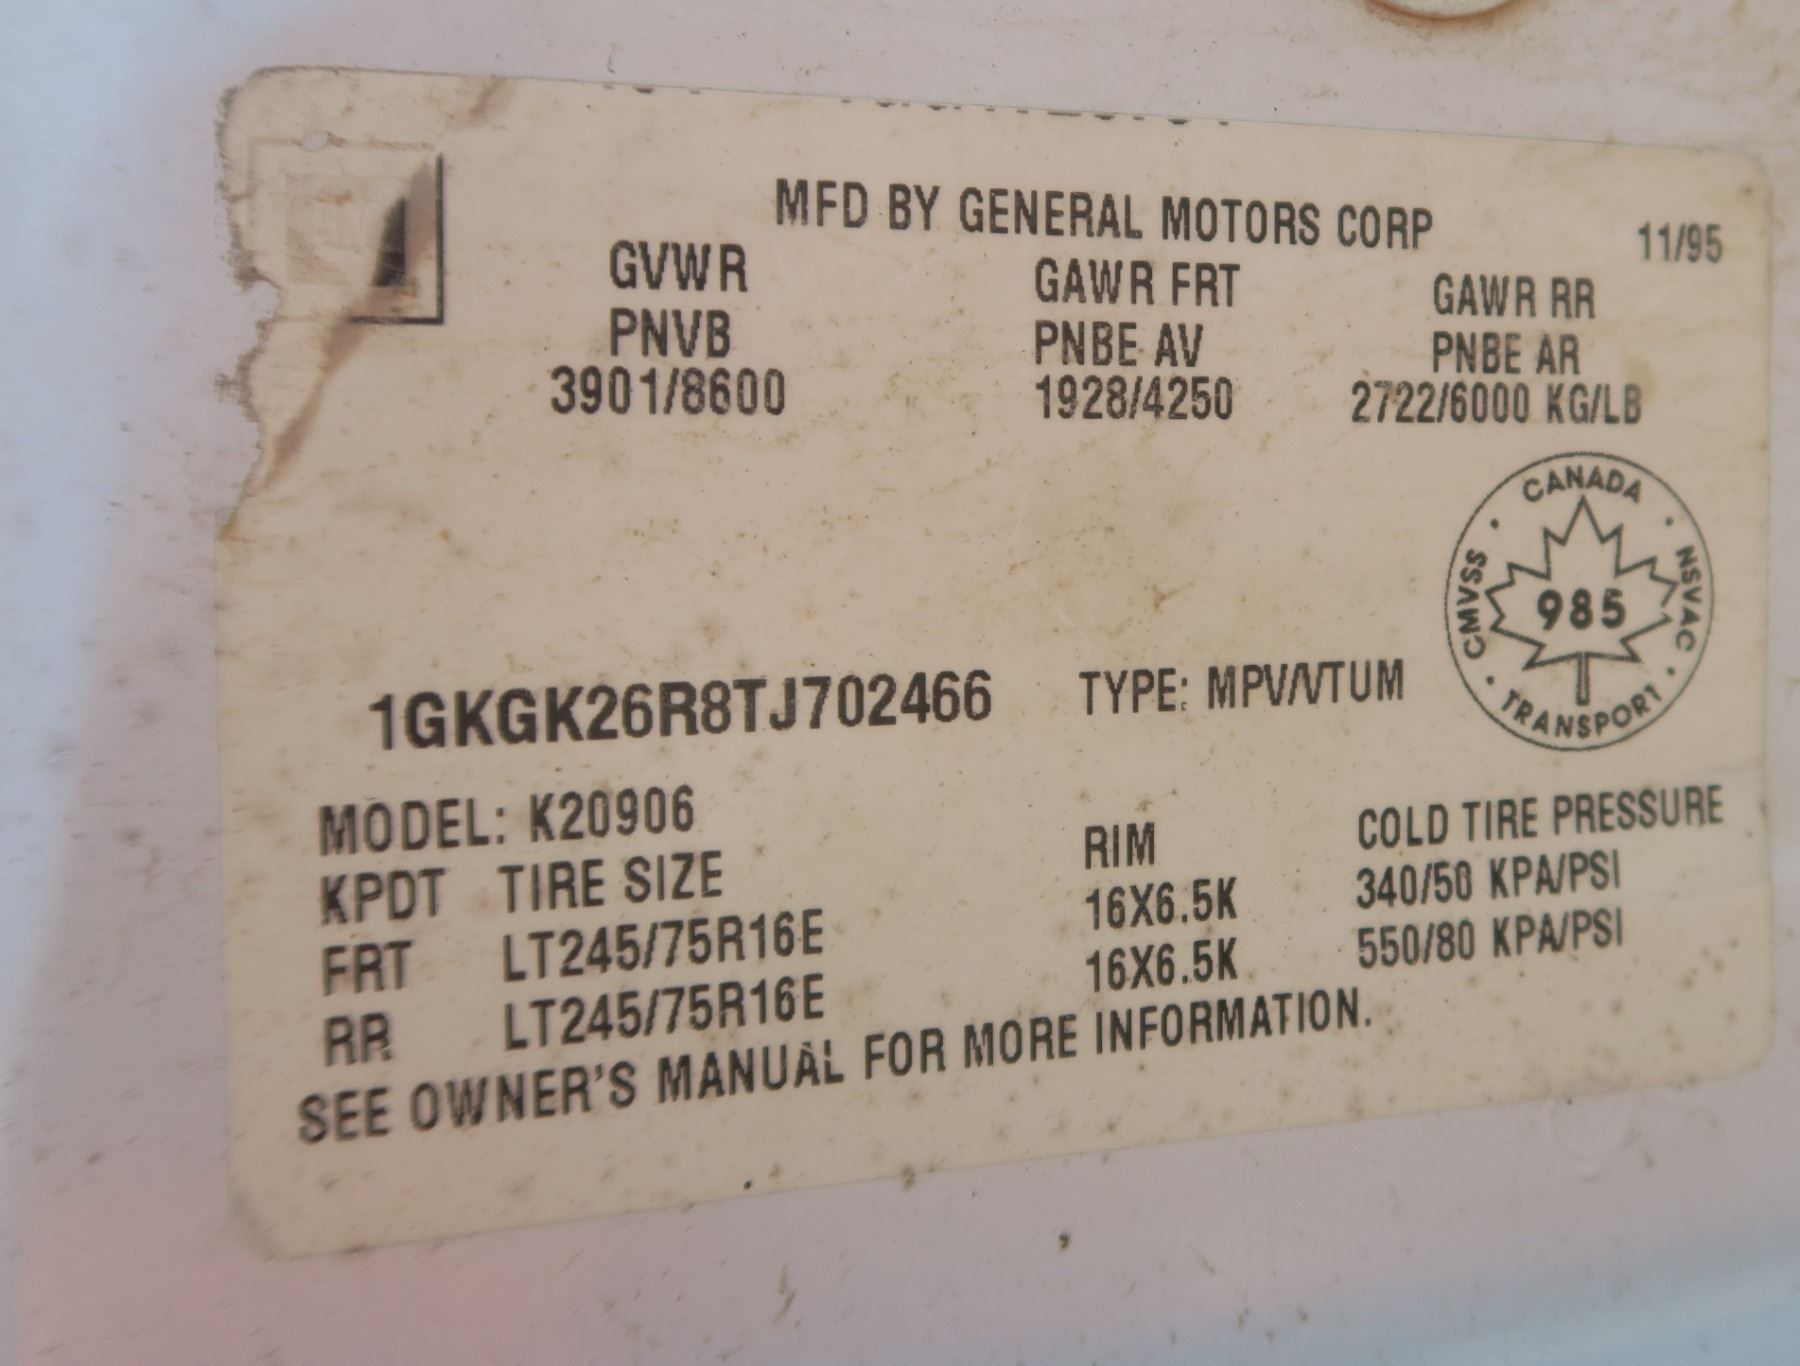 MFD BY GENERAL MOTORS CORP 11/95
GVWR GAWR FRT GAWR RR
PNVB PNBE AV PNBE AR
3901/8600 1928/4250 2722/6000 KG/LB
CANADA
CMVSS 985 NSVAC
TRANSPORT
1GKGK26R8TJ702466 TYPE: MPV/VTUM
MODEL: K20906
KPDT TIRE SIZE RIM COLD TIRE PRESSURE
FRT LT245/75R16E 16X6.5K 340/50 KPA/PSI
RR LT245/75R16E 16X6.5K 550/80 KPA/PSI
SEE OWNER'S MANUAL FOR MORE INFORMATION.